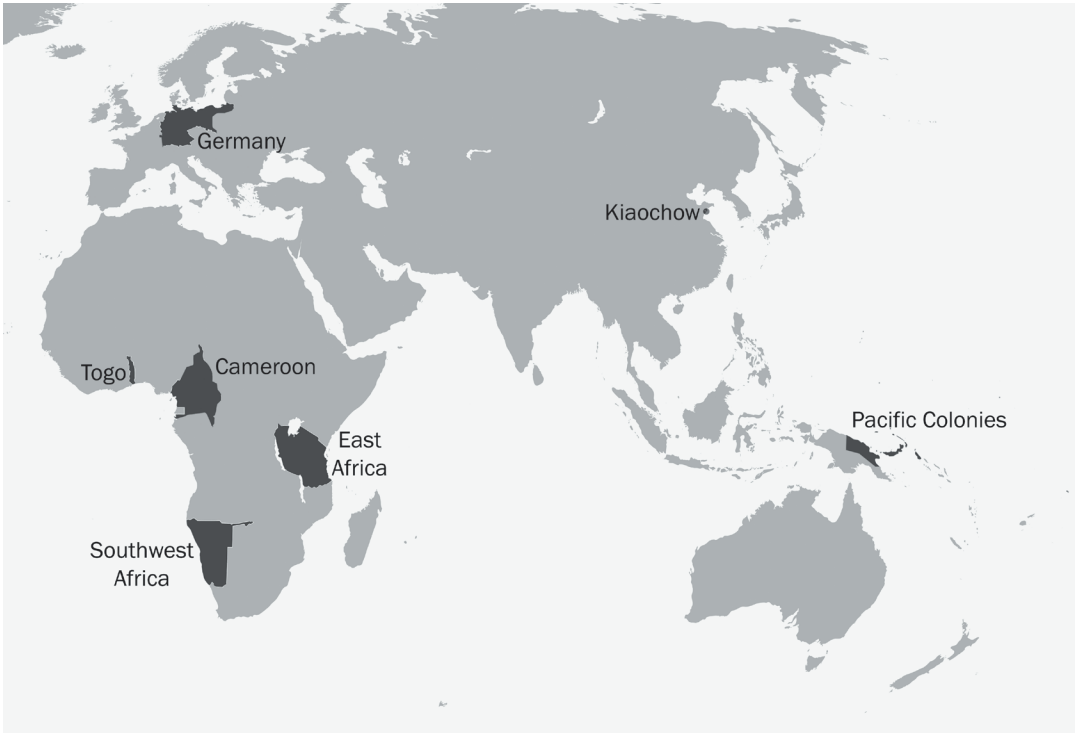 Germany
Kiaochow
Togo
Cameroon
Pacific Colonies
East
Africa
Southwest
Africa